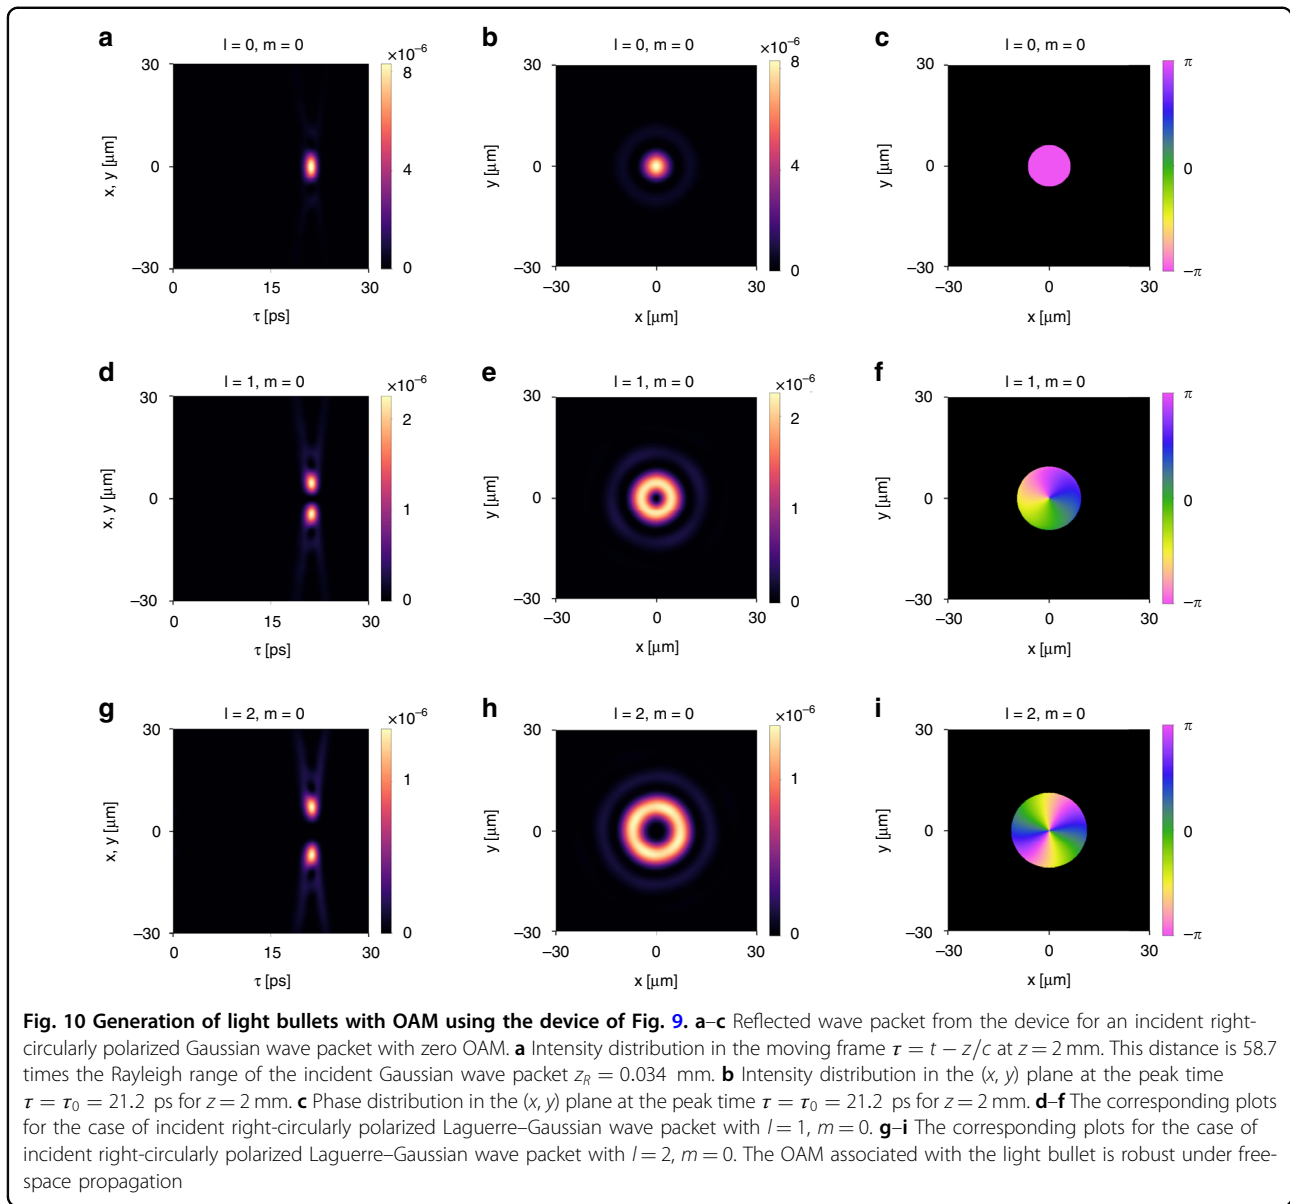 a
l = 0, m = 0
×10⁻⁶
30
0
–30
x, y [μm]
0
15
30
τ [ps]
8
4
0
b
l = 0, m = 0
×10⁻⁶
30
0
–30
y [μm]
–30
0
30
x [μm]
8
4
0
c
l = 0, m = 0
30
0
–30
y [μm]
–30
0
30
x [μm]
π
0
–π
d
l = 1, m = 0
×10⁻⁶
30
0
–30
x, y [μm]
0
15
30
τ [ps]
2
1
0
e
l = 1, m = 0
×10⁻⁶
30
0
–30
y [μm]
–30
0
30
x [μm]
2
1
0
f
l = 1, m = 0
30
0
–30
y [μm]
–30
0
30
x [μm]
π
0
–π
g
l = 2, m = 0
×10⁻⁶
30
0
–30
x, y [μm]
0
15
30
τ [ps]
1
0
h
l = 2, m = 0
×10⁻⁶
30
0
–30
y [μm]
–30
0
30
x [μm]
1
0
i
l = 2, m = 0
30
0
–30
y [μm]
–30
0
30
x [μm]
π
0
–π
Fig. 10 Generation of light bullets with OAM using the device of Fig. 9. a–c Reflected wave packet from the device for an incident right-
circularly polarized Gaussian wave packet with zero OAM. a Intensity distribution in the moving frame τ = t − z/c at z = 2 mm. This distance is 58.7
times the Rayleigh range of the incident Gaussian wave packet z_R = 0.034 mm. b Intensity distribution in the (x, y) plane at the peak time
τ = τ₀ = 21.2 ps for z = 2 mm. c Phase distribution in the (x, y) plane at the peak time τ = τ₀ = 21.2 ps for z = 2 mm. d–f The corresponding plots
for the case of incident right-circularly polarized Laguerre–Gaussian wave packet with l = 1, m = 0. g–i The corresponding plots for the case of
incident right-circularly polarized Laguerre–Gaussian wave packet with l = 2, m = 0. The OAM associated with the light bullet is robust under free-
space propagation